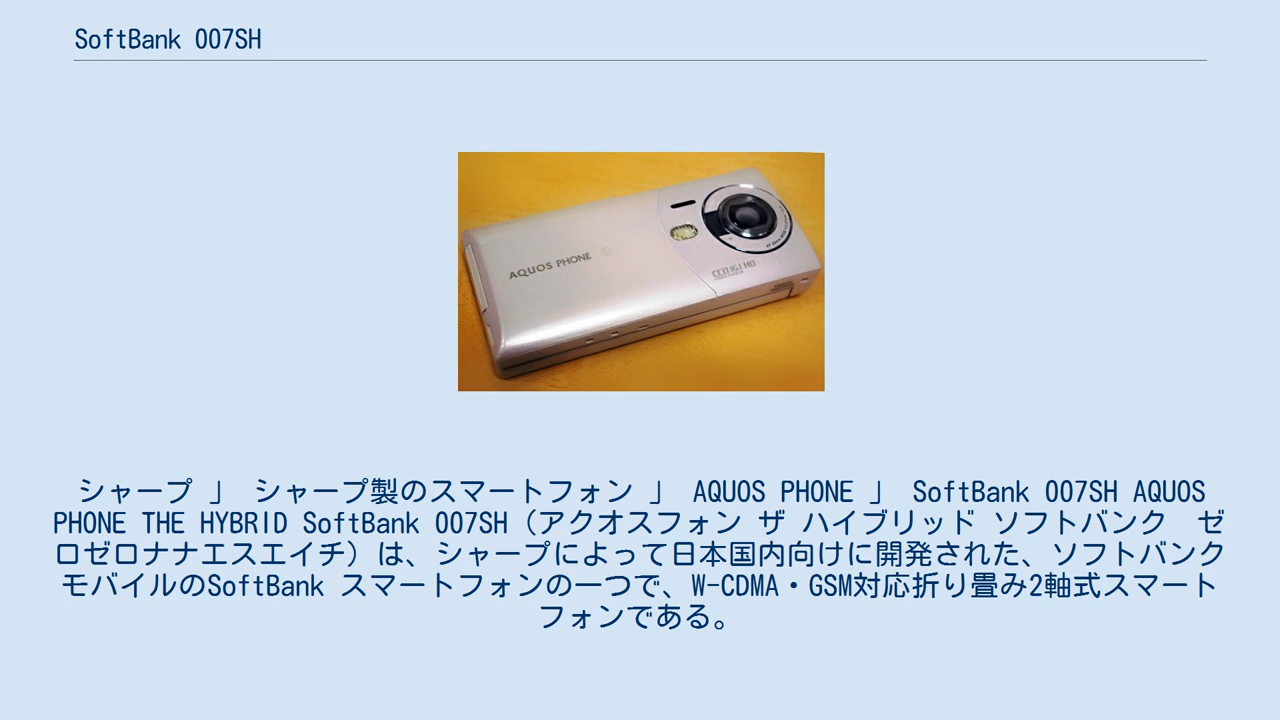 SoftBank 007SH
AQUOS PHONE
シャープ 」 シャープ製のスマートフォン 」 AQUOS PHONE 」 SoftBank 007SH AQUOS
PHONE THE HYBRID SoftBank 007SH（アクオスフォン ザ ハイブリッド ソフトバンク　ゼ
ロゼロナナエスエイチ）は、シャープによって日本国内向けに開発された、ソフトバンク
モバイルのSoftBank スマートフォンの一つで、W-CDMA・GSM対応折り畳み2軸式スマート
フォンである。